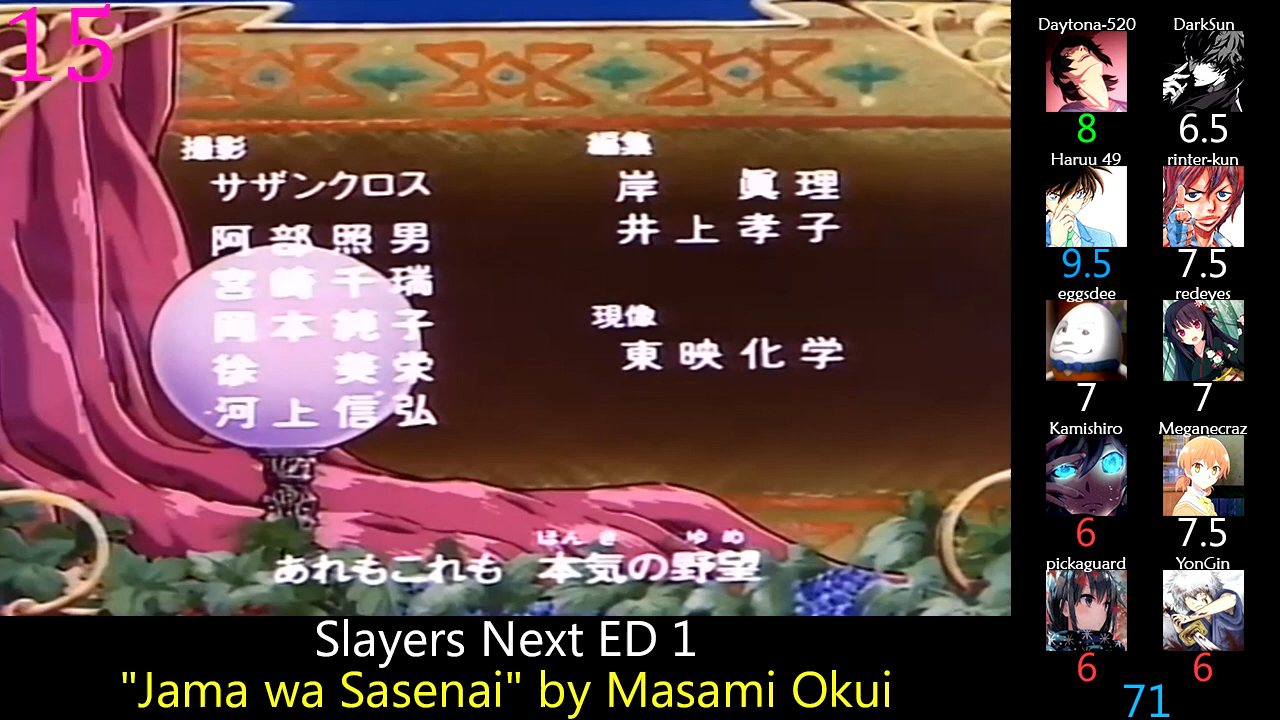 15
撮影
サザンクロス
阿部照男
宮崎千瑞
岡本純子
徐 美栄
河上信弘
編集
岸 眞理
井上孝子
現像
東映化学
ほんき ゆめ
あれもこれも 本気の野望
Slayers Next ED 1
"Jama wa Sasenai" by Masami Okui
Daytona-520
8
DarkSun
6.5
Haruu 49
9.5
rinter-kun
7.5
eggsdee
7
redeyes
7
Kamishiro
6
Meganecraz
7.5
pickaguard
6
YonGin
6
71